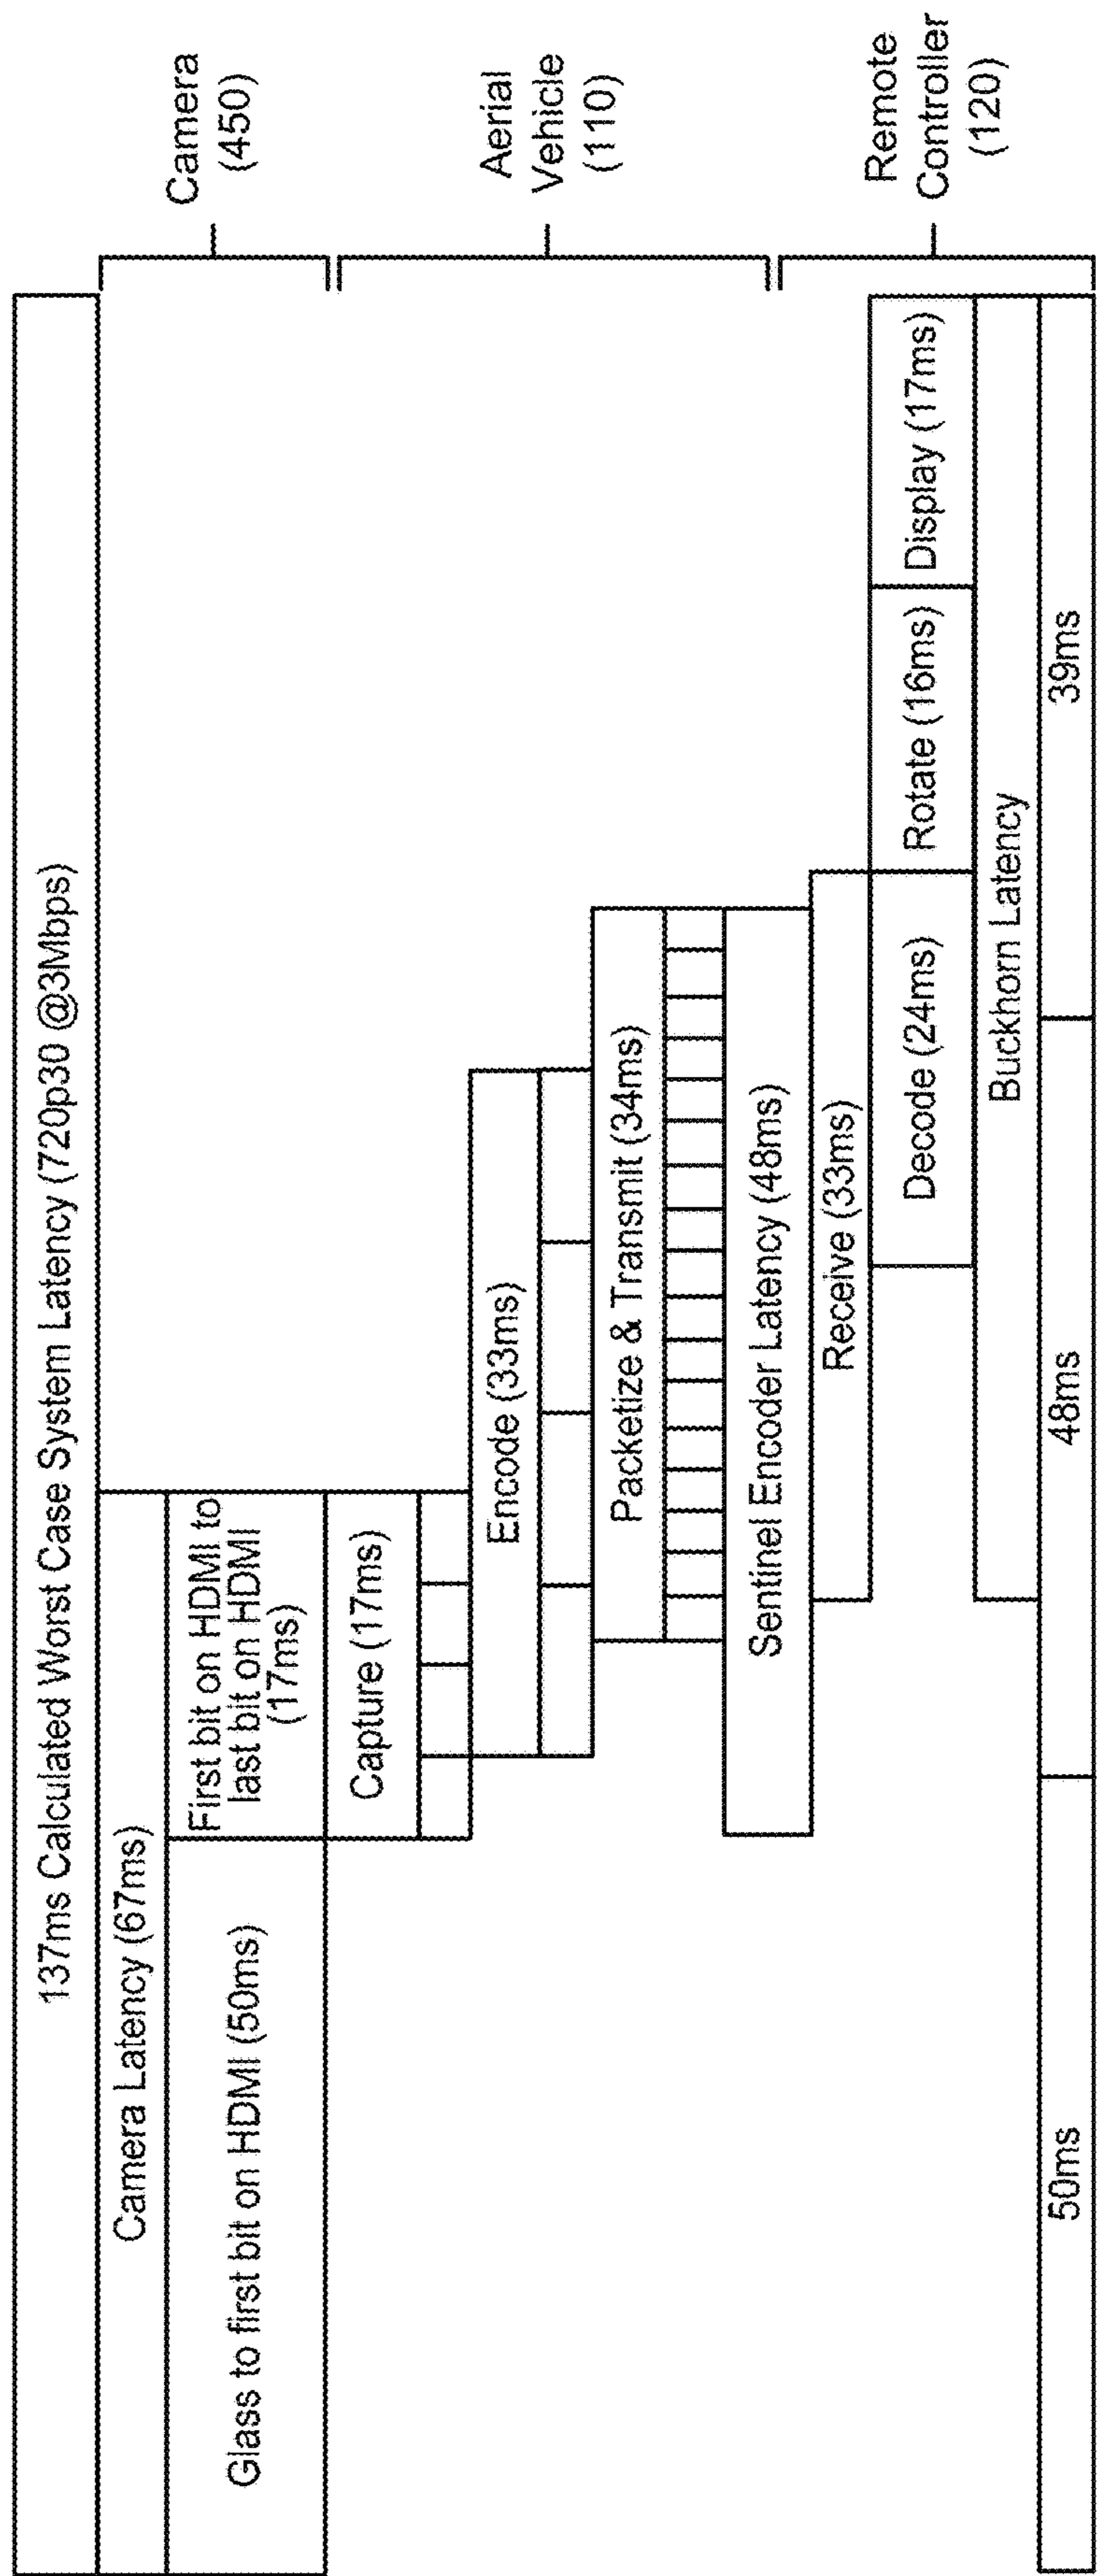 137ms Calculated Worst Case System Latency (720p30 @3Mbps)
Camera Latency (67ms)
Glass to first bit on HDMI (50ms)
First bit on HDMI to
last bit on HDMI
(17ms)
Camera
(450)
Capture (17ms)
Encode (33ms)
Packetize & Transmit (34ms)
Sentinel Encoder Latency (48ms)
Aerial
Vehicle
(110)
Receive (33ms)
Decode (24ms)
Rotate (16ms)
Display (17ms)
Buckhorn Latency
Remote
Controller
(120)
50ms
48ms
39ms